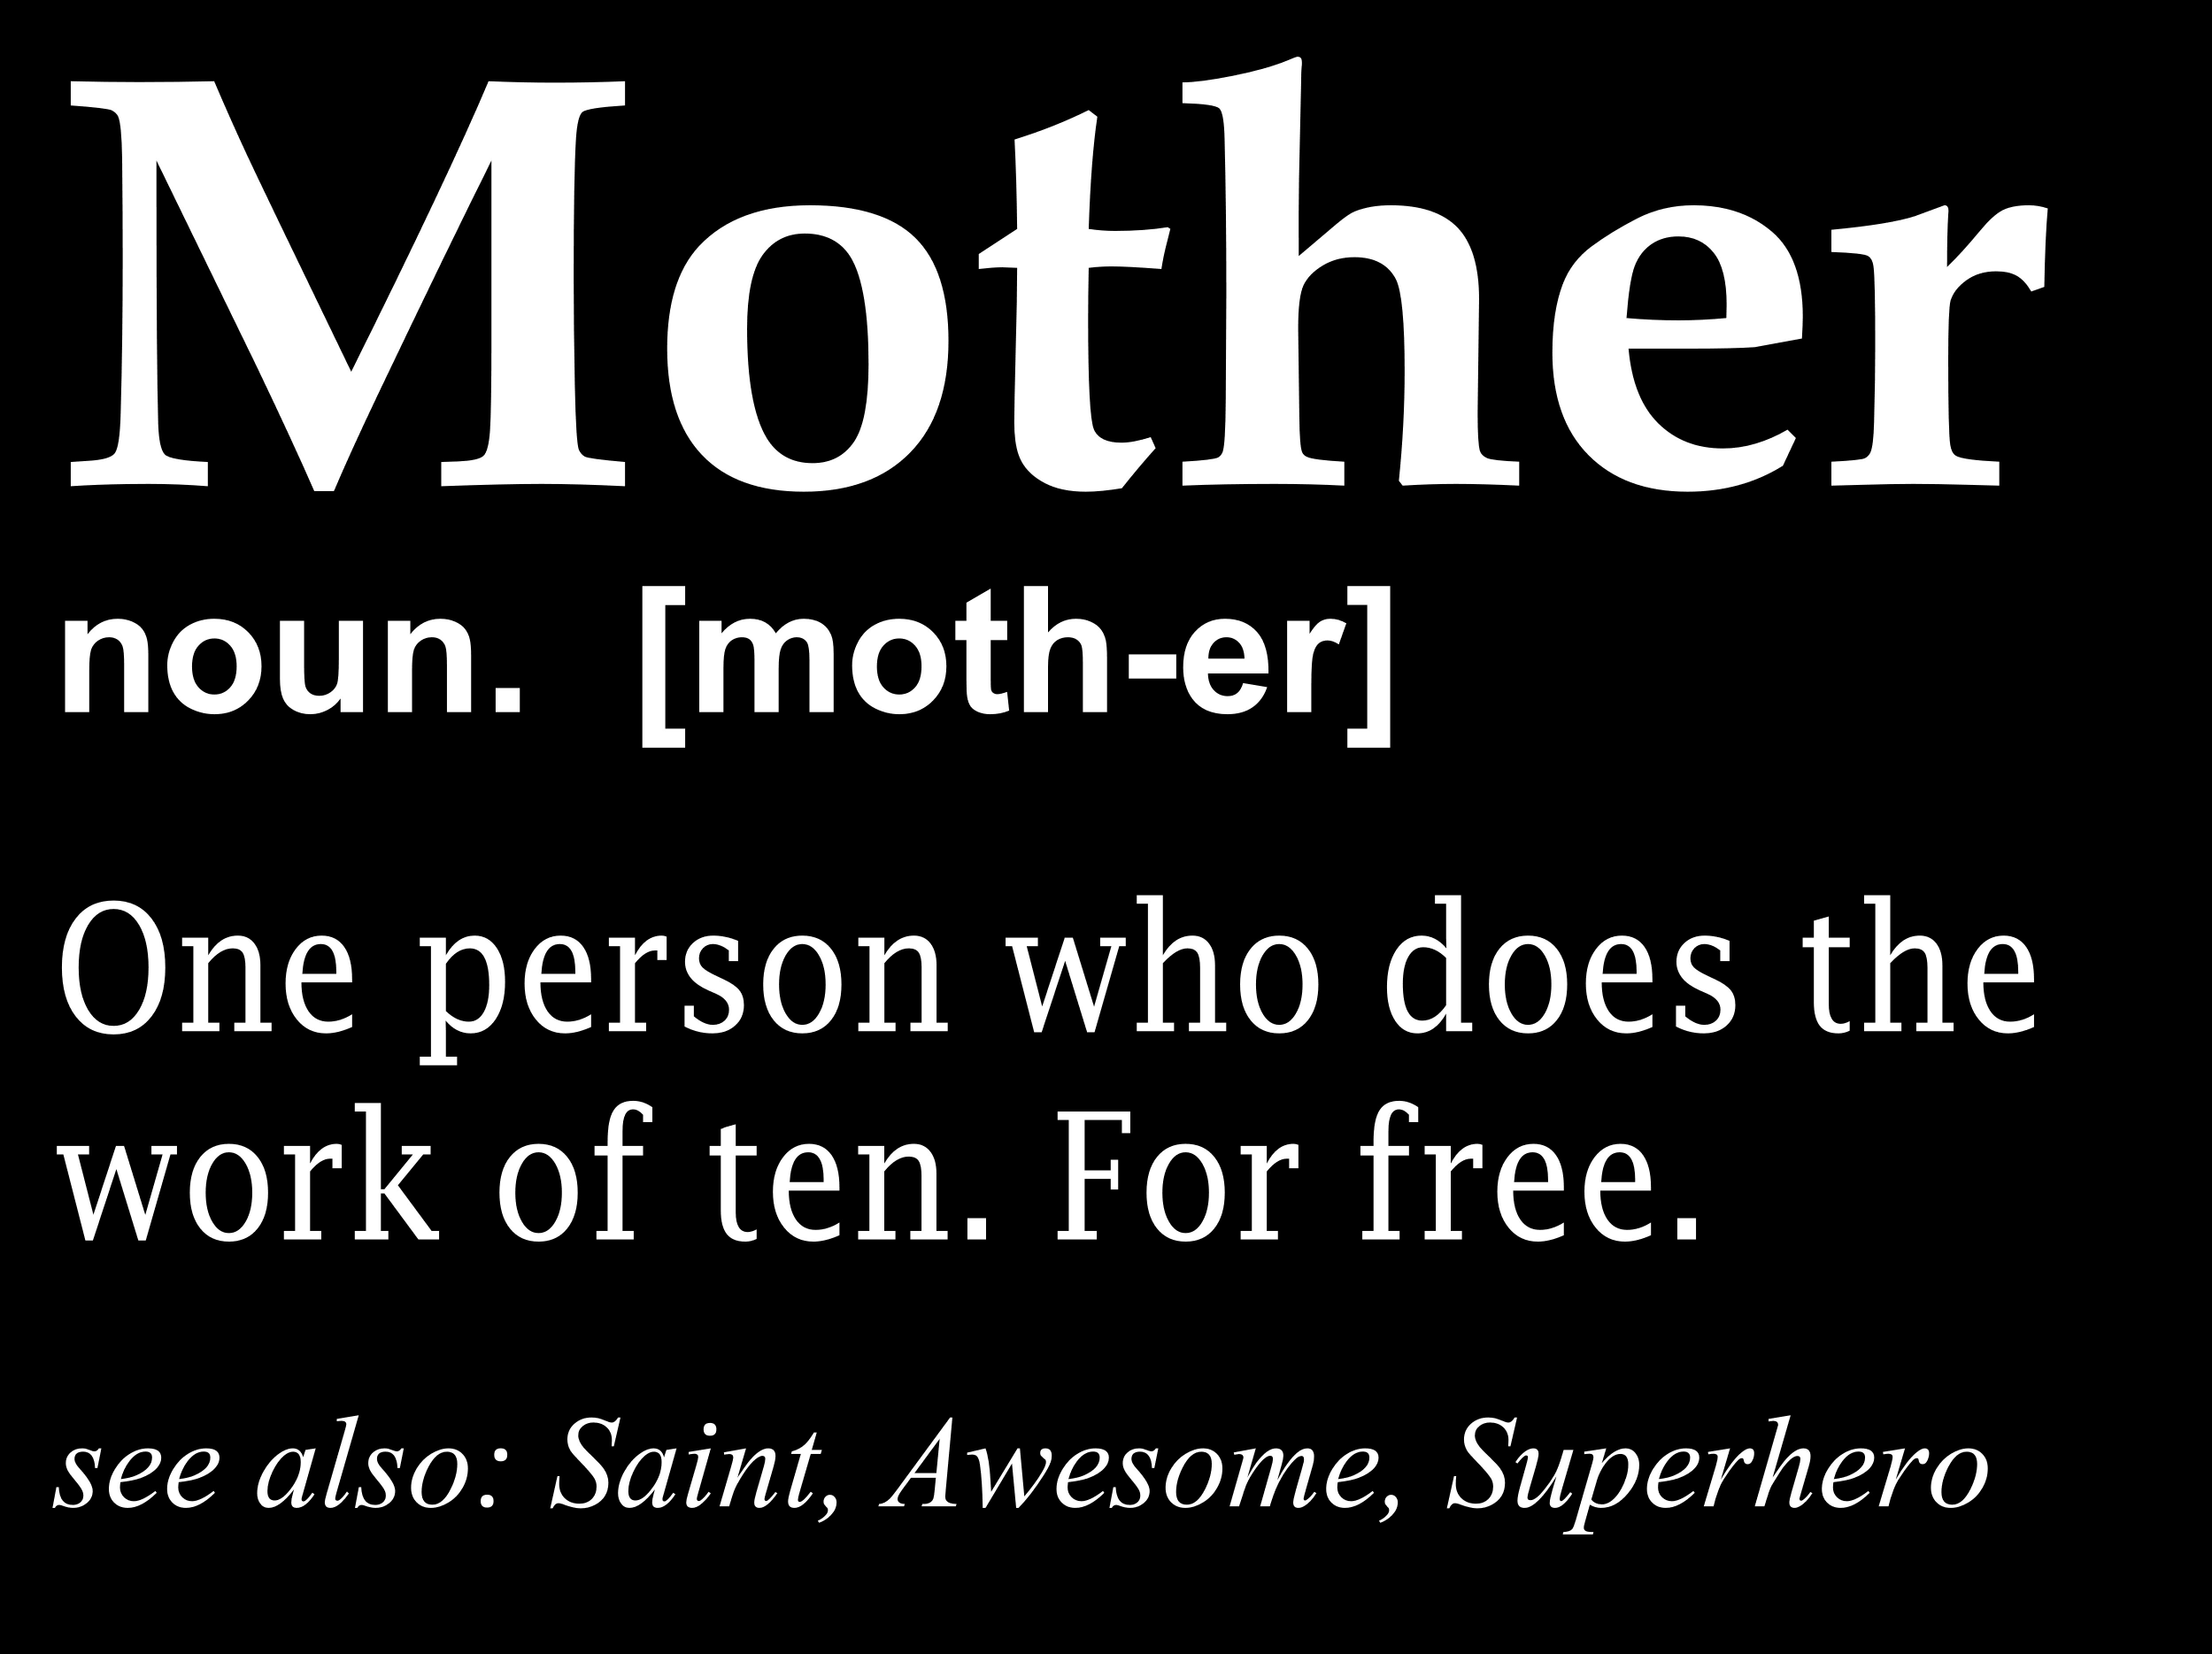 Mother
noun. [moth-er]
One person who does the
work of ten. For free.
see also: Saint, Awesome, Superhero